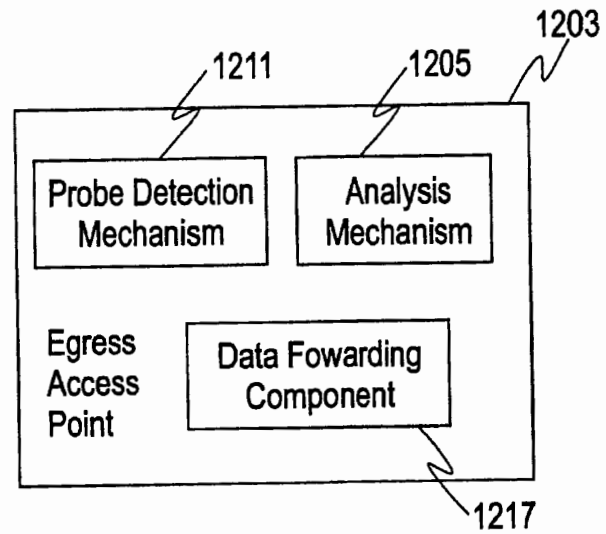 1203
1211
1205
Probe Detection
Mechanism
Analysis
Mechanism
Egress
Access
Point
Data Fowarding
Component
1217